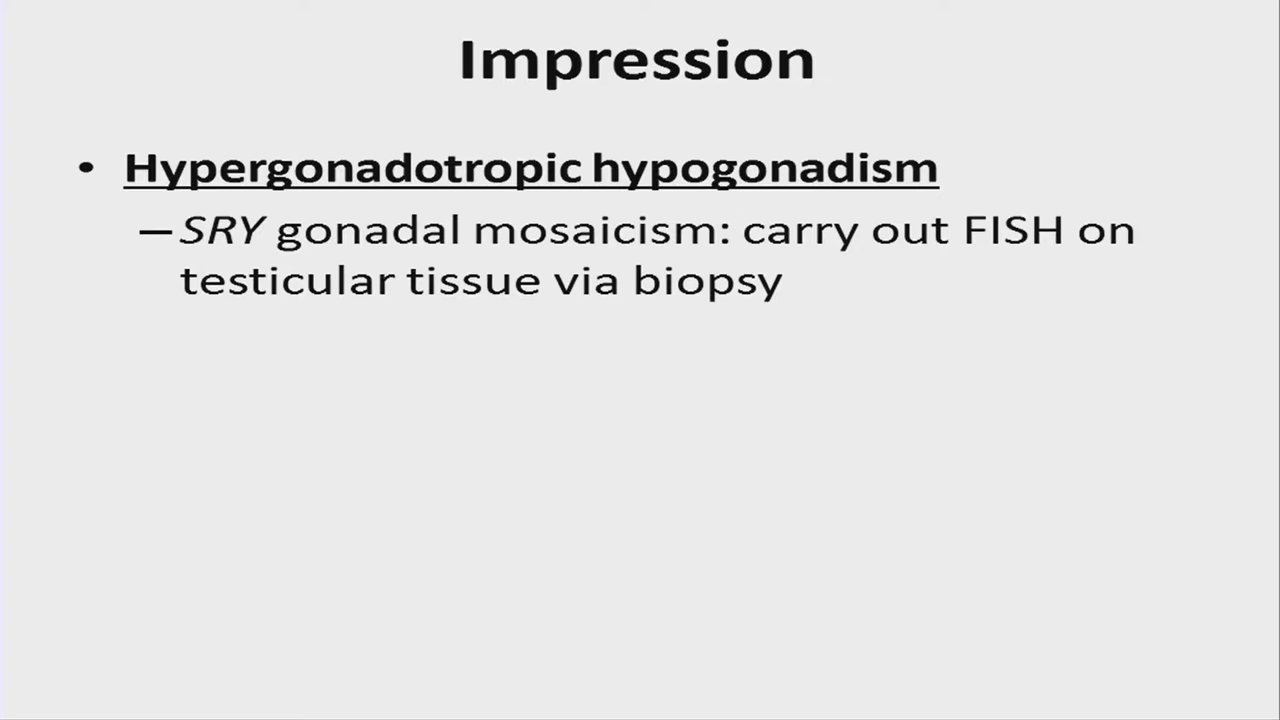 Impression
• Hypergonadotropic hypogonadism
–SRY gonadal mosaicism: carry out FISH on
testicular tissue via biopsy